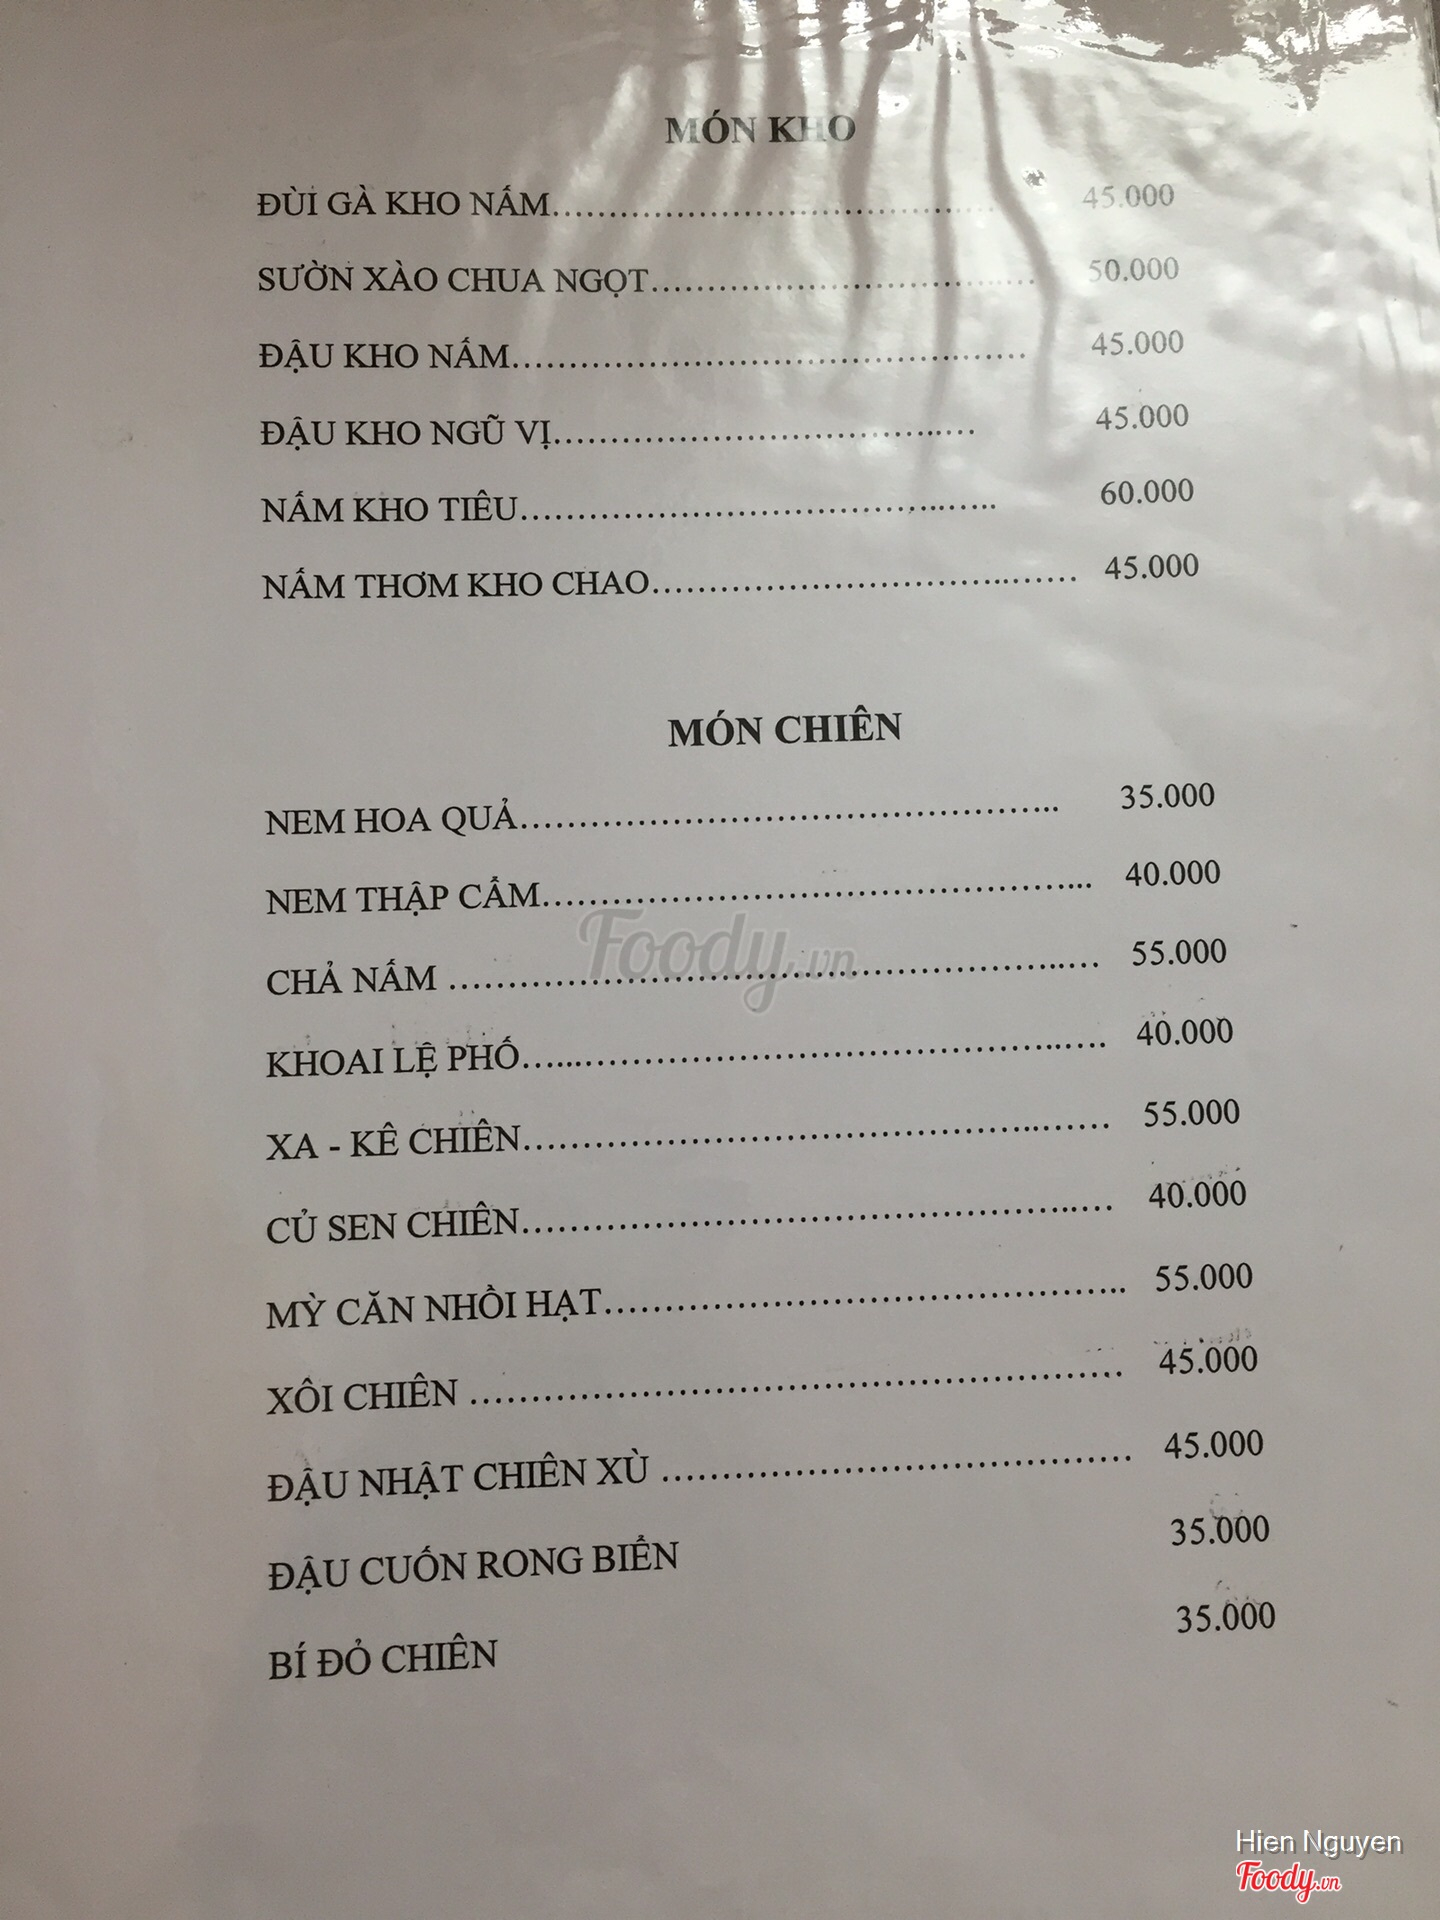 MÓN KHO
ĐÙI GÀ KHO NẤM........................................ 45.000
SƯỜN XÀO CHUA NGỌT.................................. 50.000
ĐẬU KHO NẤM............................................. 45.000
ĐẬU KHO NGŨ VỊ..................................... 45.000
NẤM KHO TIÊU.......................................... 60.000
NẤM THƠM KHO CHAO..................................... 45.000
MÓN CHIÊN
NEM HOA QUẢ............................................... 35.000
NEM THẬP CẨM................................................ 40.000
CHẢ NẤM ......................................................... 55.000
KHOAI LỆ PHỐ................................................... 40.000
XA - KÊ CHIÊN................................................... 55.000
CỦ SEN CHIÊN................................................... 40.000
MỲ CĂN NHỒI HẠT............................................. 55.000
XÔI CHIÊN ......................................................... 45.000
ĐẬU NHẬT CHIÊN XÙ ......................................... 45.000
ĐẬU CUỐN RONG BIỂN 35.000
BÍ ĐỎ CHIÊN 35.000
Foody.vn
Hien Nguyen
Foody.vn